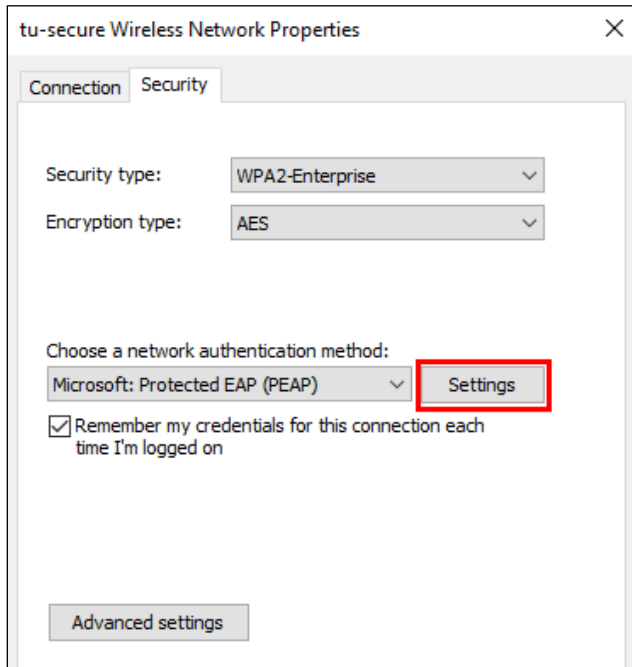 tu-secure Wireless Network Properties
Connection
Security
Security type:
WPA2-Enterprise
Encryption type:
AES
Choose a network authentication method:
Microsoft: Protected EAP (PEAP)
Settings
Remember my credentials for this connection each
time I'm logged on
Advanced settings